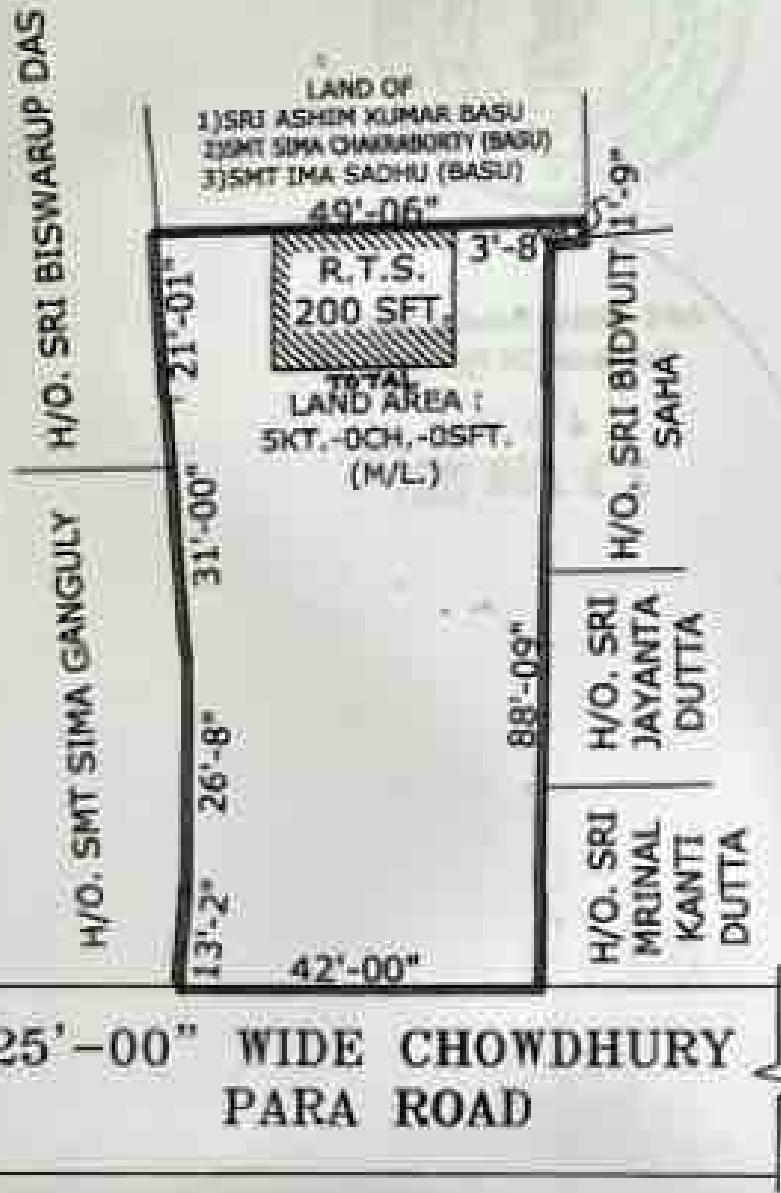 LAND OF
1)SRI ASHIM KUMAR BASU
2)SMT SIMA CHAKRABORTY (BASU)
3)SMT IMA SADHU (BASU)
49'-06"
3'-8
1'-9"
R.T.S.
200 SFT.
TOTAL
LAND AREA :
5KT.-0CH.-0SFT.
(M/L.)
H/O. SRI BISWARUP DAS
21'-01"
H/O. SMT SIMA GANGULY
31'-00"
26'-8"
13'-2"
42'-00"
88'-09"
H/O. SRI BIDYUIT
SAHA
H/O. SRI
JAYANTA
DUTTA
H/O. SRI
MRINAL
KANTI
DUTTA
25'-00" WIDE CHOWDHURY
PARA ROAD